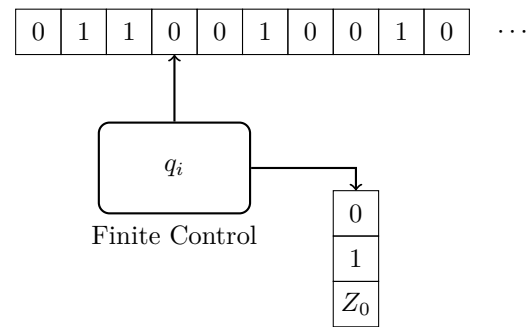 0 1 1 0 0 1 0 0 1 0 ...
q_i
Finite Control
0
1
Z_0